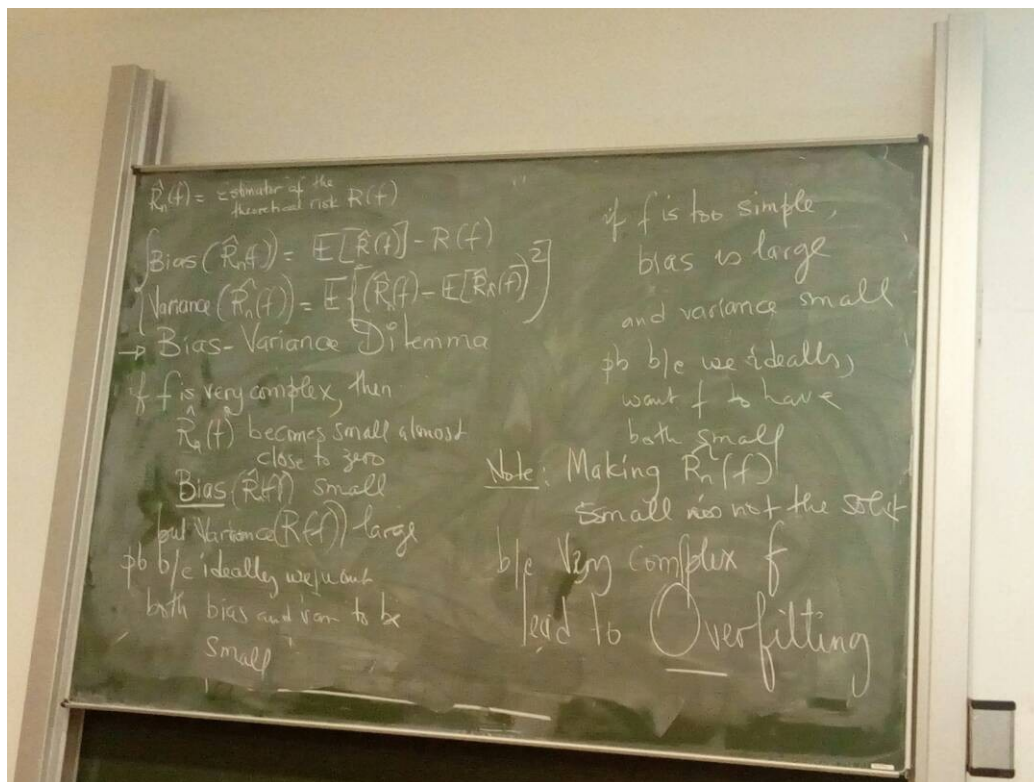 R̂n(f) = Estimator of the
theoretical risk R(f)
Bias(R̂n(f)) = E[R̂(f)] - R(f)
Variance(R̂n(f)) = E{(R̂n(f) - E[R̂n(f)])²}
→ Bias-Variance Dilemma
if f is very complex, then
R̂n(f) becomes small almost
close to zero
Bias(R̂(f)) small
but Variance(R̂(f)) large
pb b/c ideally we want
both bias and var to be
small
if f is too simple,
bias is large
and variance small
pb b/c we ideally,
want f to have
both small
Note: Making R̂n(f)
small is not the solut
b/c Very complex f
lead to Overfitting